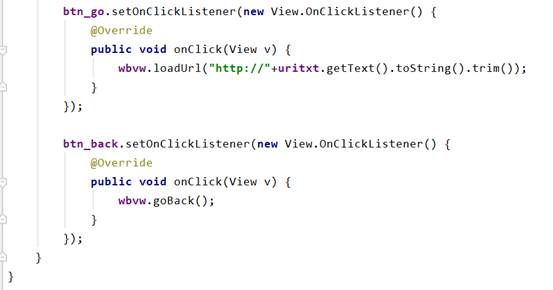 btn_go.setOnClickListener(new View.OnClickListener() {
@Override
public void onClick(View v) {
wbvw.loadUrl("http://"+uritxt.getText().toString().trim());
}
});
btn_back.setOnClickListener(new View.OnClickListener() {
@Override
public void onClick(View v) {
wbvw.goBack();
}
});
}
}